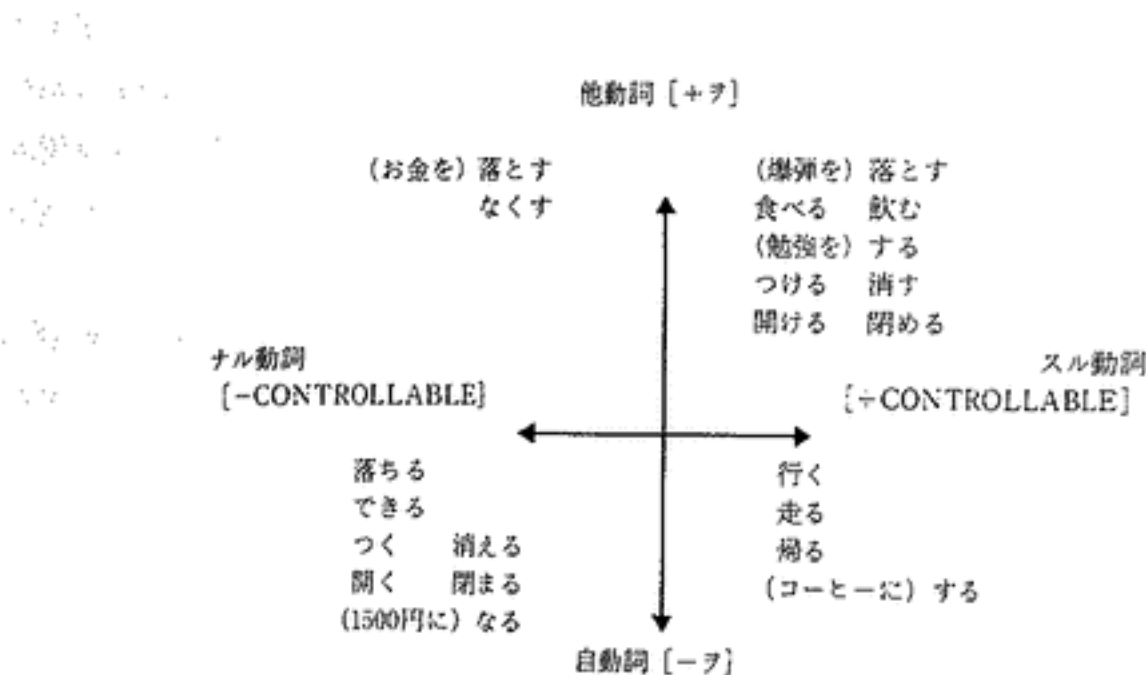 他動詞 [+ヲ]
(お金を) 落とす
なくす
(爆弾を) 落とす
食べる 飲む
(勉強を) する
つける 消す
開ける 閉める
ナル動詞
[-CONTROLLABLE]
スル動詞
[+CONTROLLABLE]
落ちる
できる
つく 消える
開く 閉まる
(1500円に) なる
行く
走る
帰る
(コーヒーに) する
自動詞 [-ヲ]